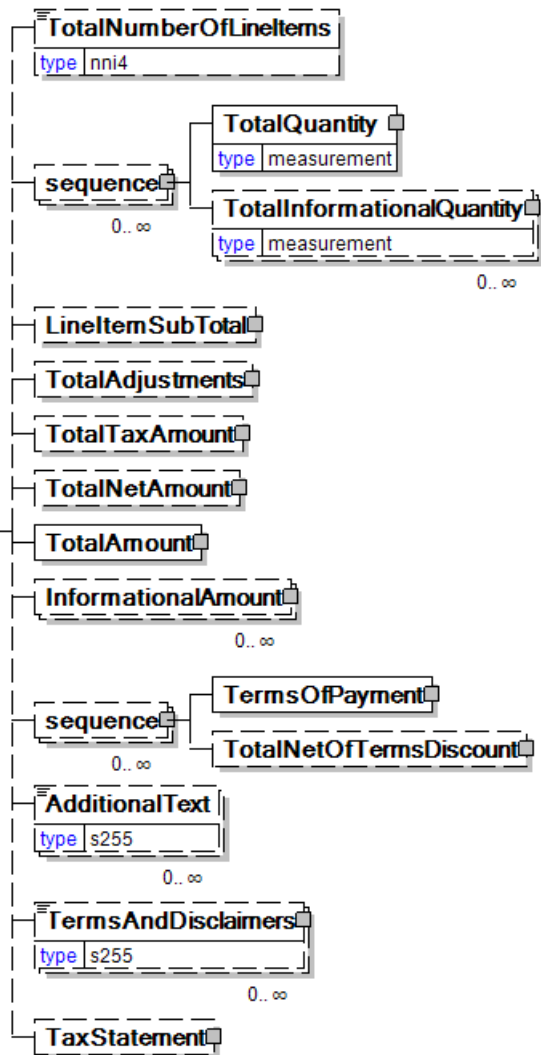 TotalNumberOfLineItems
type nni4
TotalQuantity
type measurement
sequence
0.. ∞
TotalInformationalQuantity
type measurement
0.. ∞
LineItemSubTotal
TotalAdjustments
TotalTaxAmount
TotalNetAmount
TotalAmount
InformationalAmount
0.. ∞
TermsOfPayment
sequence
0.. ∞
TotalNetOfTermsDiscount
AdditionalText
type s255
0.. ∞
TermsAndDisclaimers
type s255
0.. ∞
TaxStatement